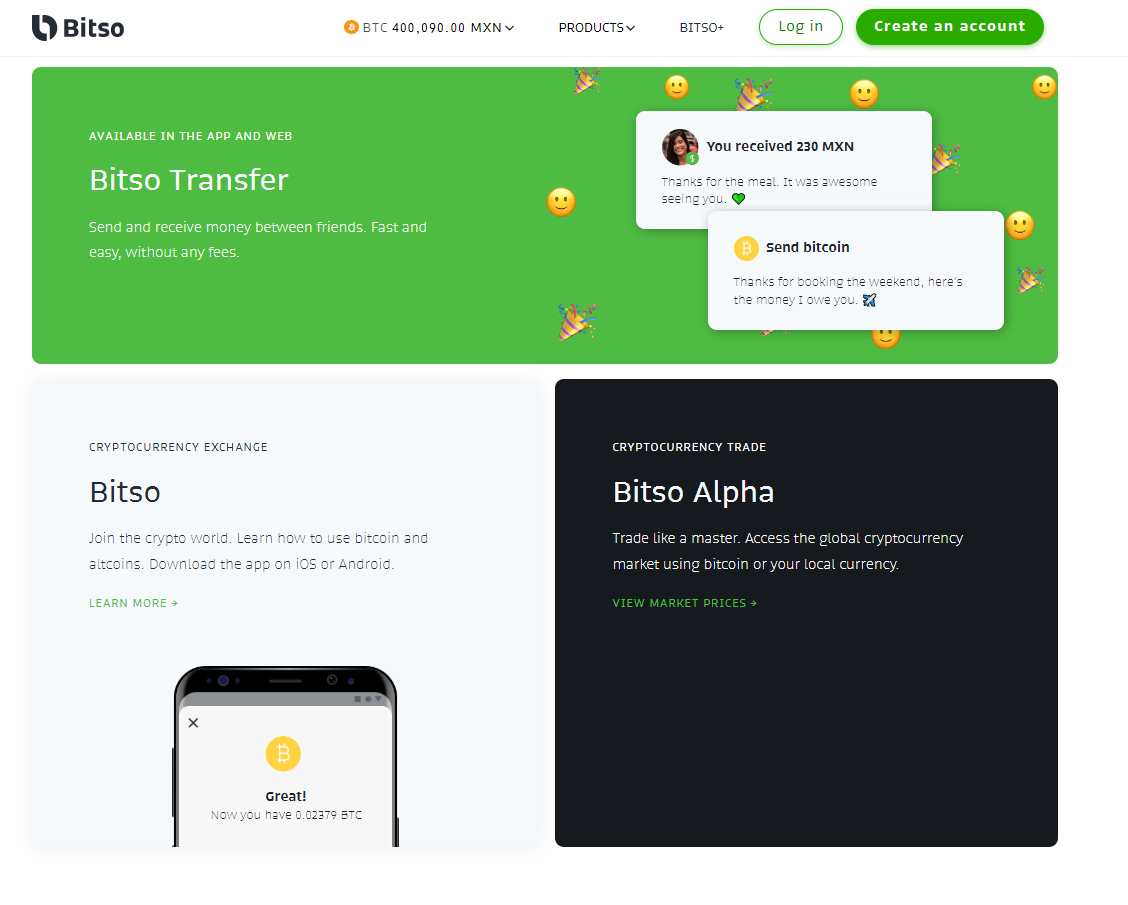 Bitso
BTC 400,090.00 MXN
PRODUCTS
BITSO+
Log in
Create an account
AVAILABLE IN THE APP AND WEB
Bitso Transfer
Send and receive money between friends. Fast and
easy, without any fees.
You received 230 MXN
Thanks for the meal. It was awesome
seeing you. 💚
Send bitcoin
Thanks for booking the weekend, here's
the money I owe you. ✈️
CRYPTOCURRENCY EXCHANGE
Bitso
Join the crypto world. Learn how to use bitcoin and
altcoins. Download the app on iOS or Android.
LEARN MORE →
Great!
Now you have 0.02379 BTC
CRYPTOCURRENCY TRADE
Bitso Alpha
Trade like a master. Access the global cryptocurrency
market using bitcoin or your local currency.
VIEW MARKET PRICES →